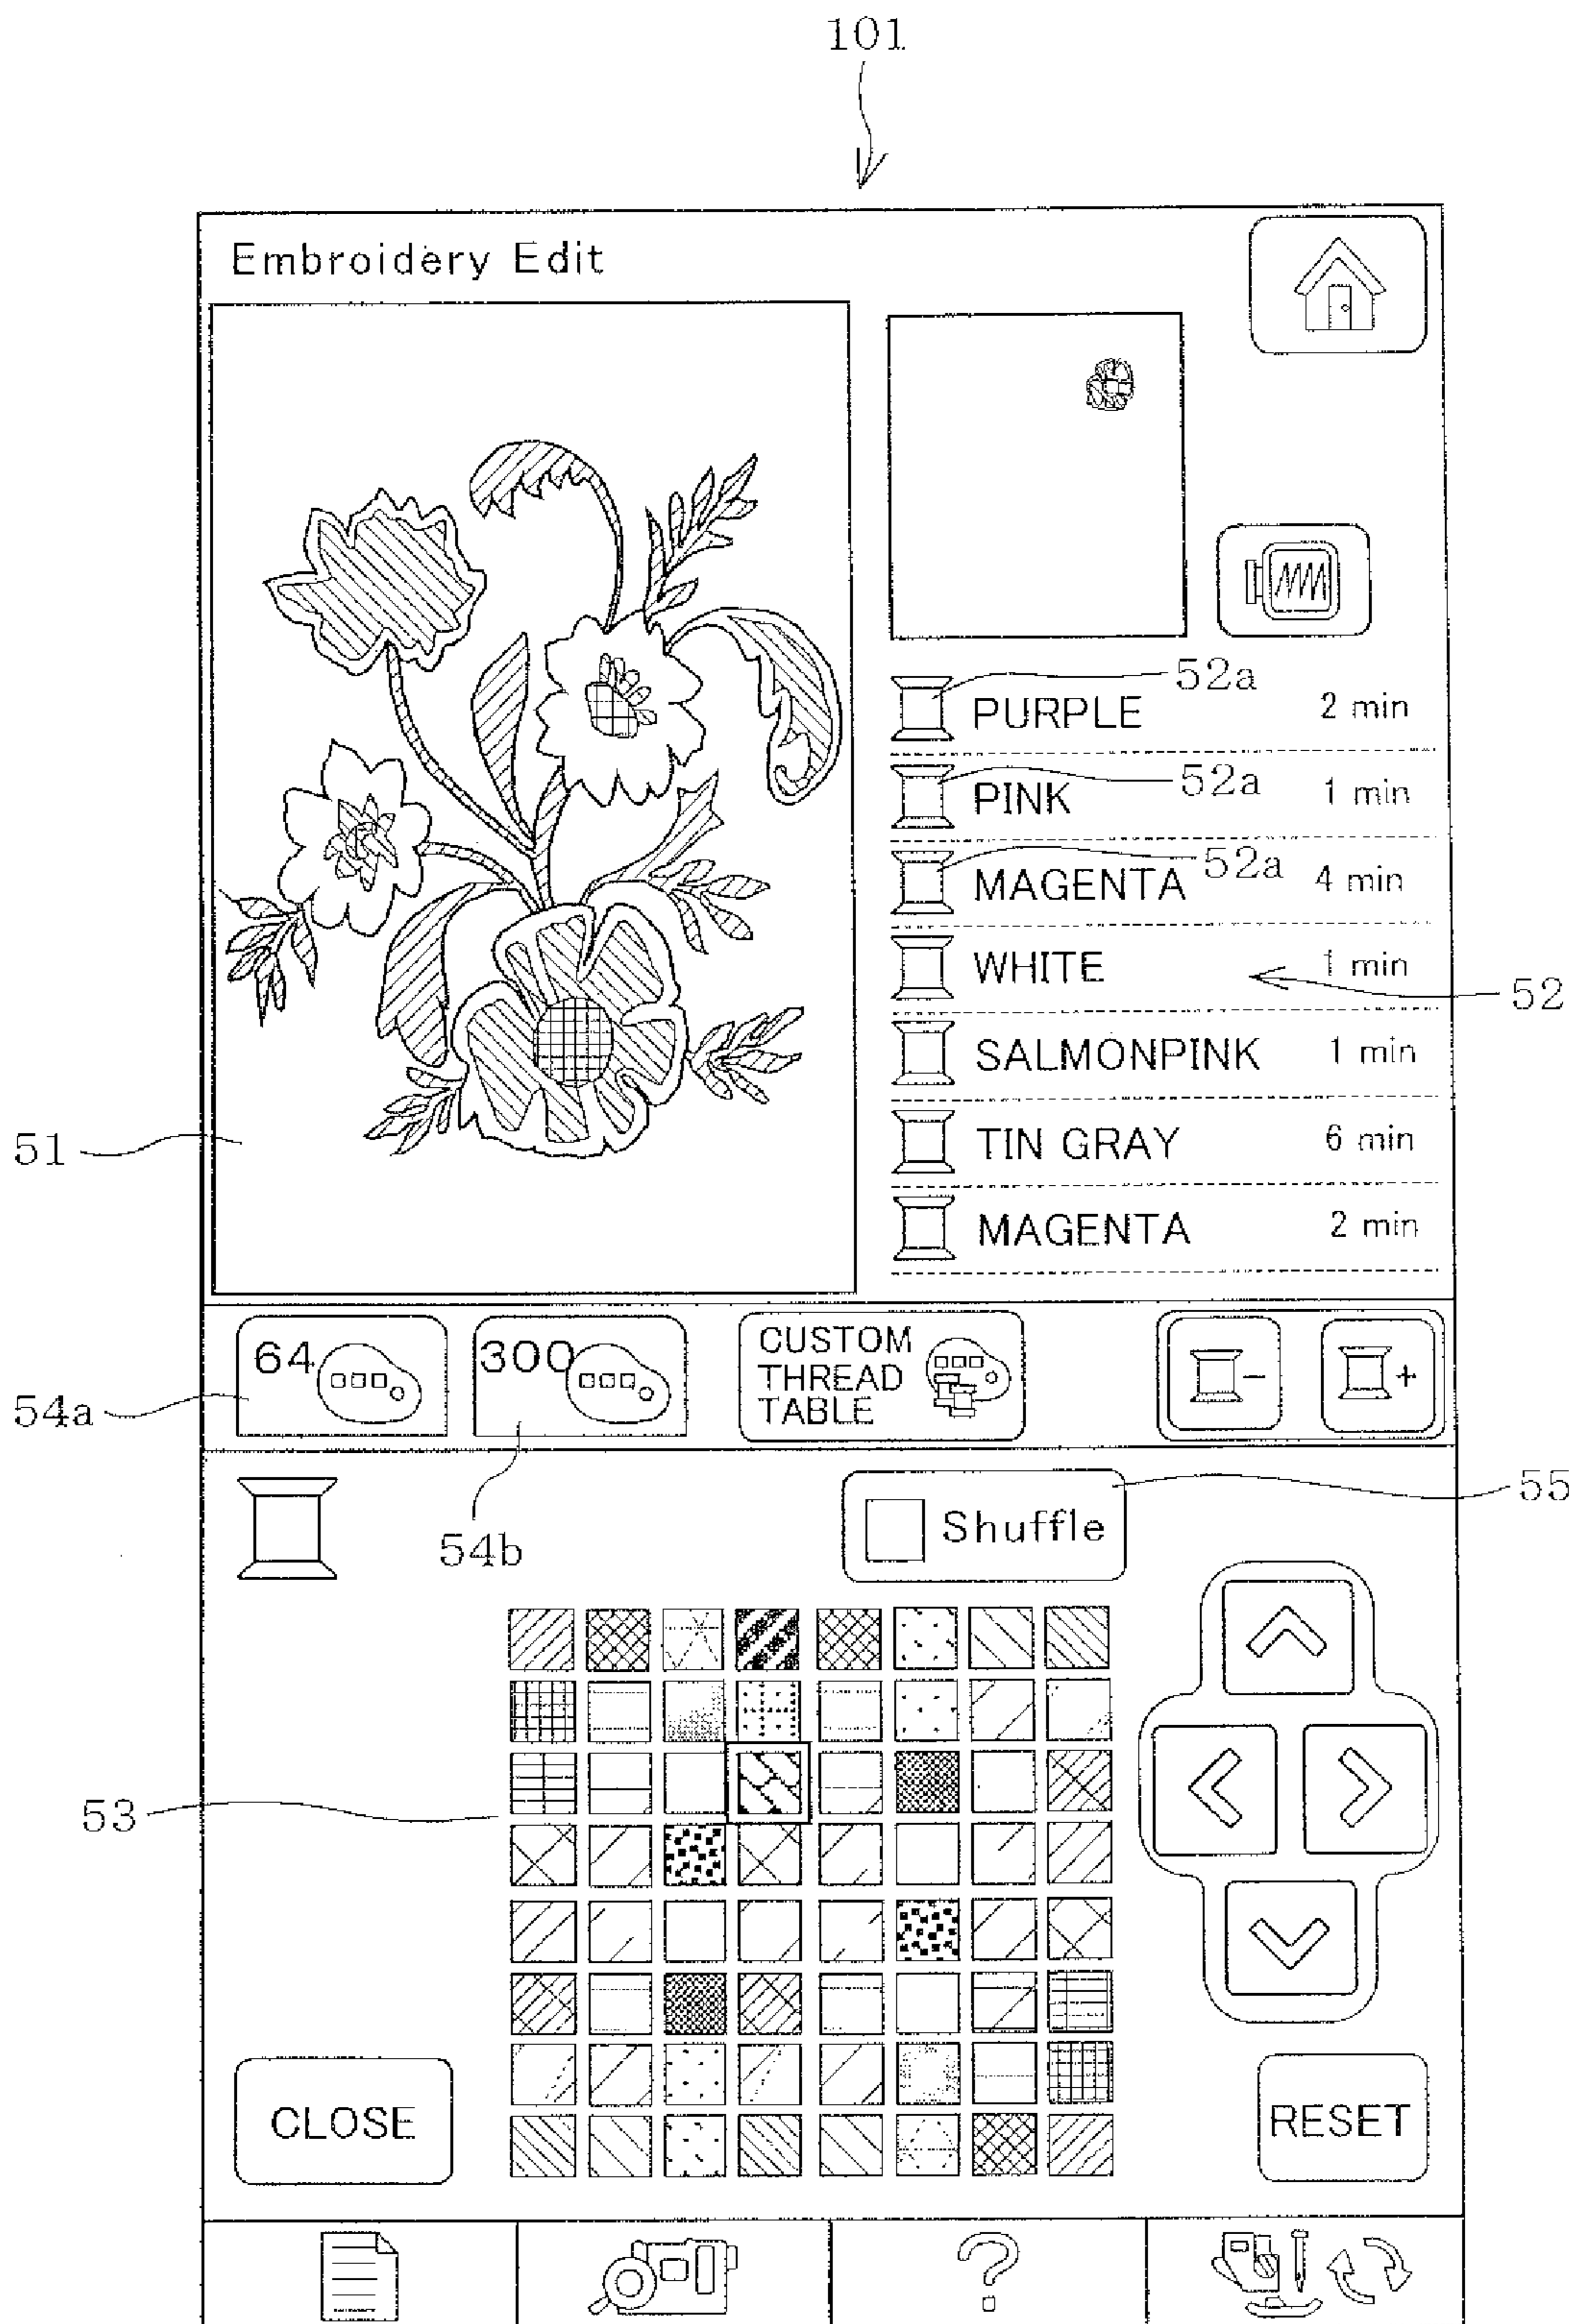 101
Embroidery Edit
52a
PURPLE 2 min
52a
PINK 1 min
52a
MAGENTA 4 min
WHITE 1 min
52
SALMONPINK 1 min
51
TIN GRAY 6 min
MAGENTA 2 min
64
300
CUSTOM
THREAD
TABLE
-
+
54a
54b
55
Shuffle
53
CLOSE
RESET
?